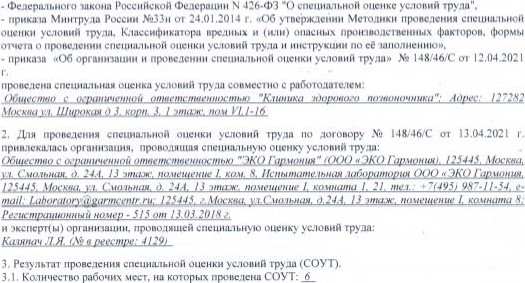 - Федерального закона Российской Федерации N 426-ФЗ "О специальной оценке условий труда",
- приказа Минтруда России №33н от 24.01.2014 г. «Об утверждении Методики проведения специальной
оценки условий труда, Классификатора вредных и (или) опасных производственных факторов, формы
отчета о проведении специальной оценки условий труда и инструкции по её заполнению»,
- приказа «Об организации и проведении специальной оценки условий труда» № 148/46/С от 12.04.2021
г.
проведена специальная оценка условий труда совместно с работодателем:
Общество с ограниченной ответственностью "Клиника здорового позвоночника"; Адрес: 127282
Москва ул. Широкая д 3, корп. 3, 1 этаж, пом VI,1-16
2. Для проведения специальной оценки условий труда по договору № 148/46/С от 13.04.2021 г.
привлекалась организация, проводящая специальную оценку условий труда:
Общество с ограниченной ответственностью "ЭКО Гармония" (ООО «ЭКО Гармония), 125445, Москва,
ул. Смольная, д. 24А, 13 этаж, помещение I, ком. 8, Испытательная лаборатория ООО «ЭКО Гармония,
125445, Москва, ул. Смольная, д. 24А, 13 этаж, помещение I, комната 1, 21, тел.: +7(495) 987-11-54, e-
mail: Laboratory@garmcentr.ru; 125445, г.Москва, ул.Смольная, д.24А, 13 этаж, помещение I, комната 8;
Регистрационный номер - 515 от 13.03.2018 г.
и эксперт(ы) организации, проводящей специальную оценку условий труда:
Каляпач Л.Я. (№ в реестре: 4129)
3. Результат проведения специальной оценки условий труда (СОУТ).
3.1. Количество рабочих мест, на которых проведена СОУТ: 6